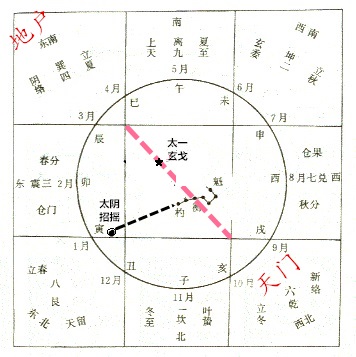 地户
东南
巽四
立夏
阴络
4月
3月
南
上天
离九
夏至
5月
西南
玄委
坤二
立秋
6月
7月
巳
午
未
辰
申
太一
玄戈
春分
东 震三 2月
仓门
卯
酉
仓果
8月七兑 西
秋分
魁
杓
太阴
招摇
寅
戌
丑
子
亥
1月
12月
11月
10月
9月
立春
八艮
东北
天留
冬至
一坎
叶蛰
北
天门
新络
六乾
立冬
西北